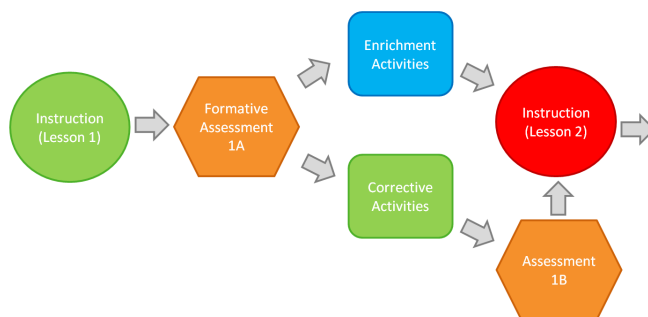 Instruction
(Lesson 1)
Formative
Assessment
1A
Enrichment
Activities
Corrective
Activities
Instruction
(Lesson 2)
Assessment
1B